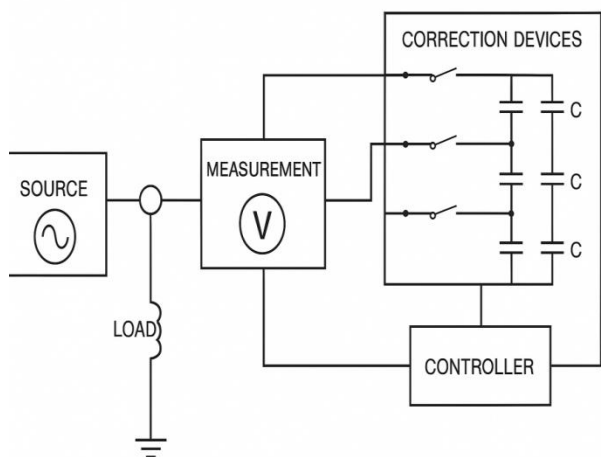 CORRECTION DEVICES
C
MEASUREMENT
V
SOURCE
C
C
LOAD
CONTROLLER